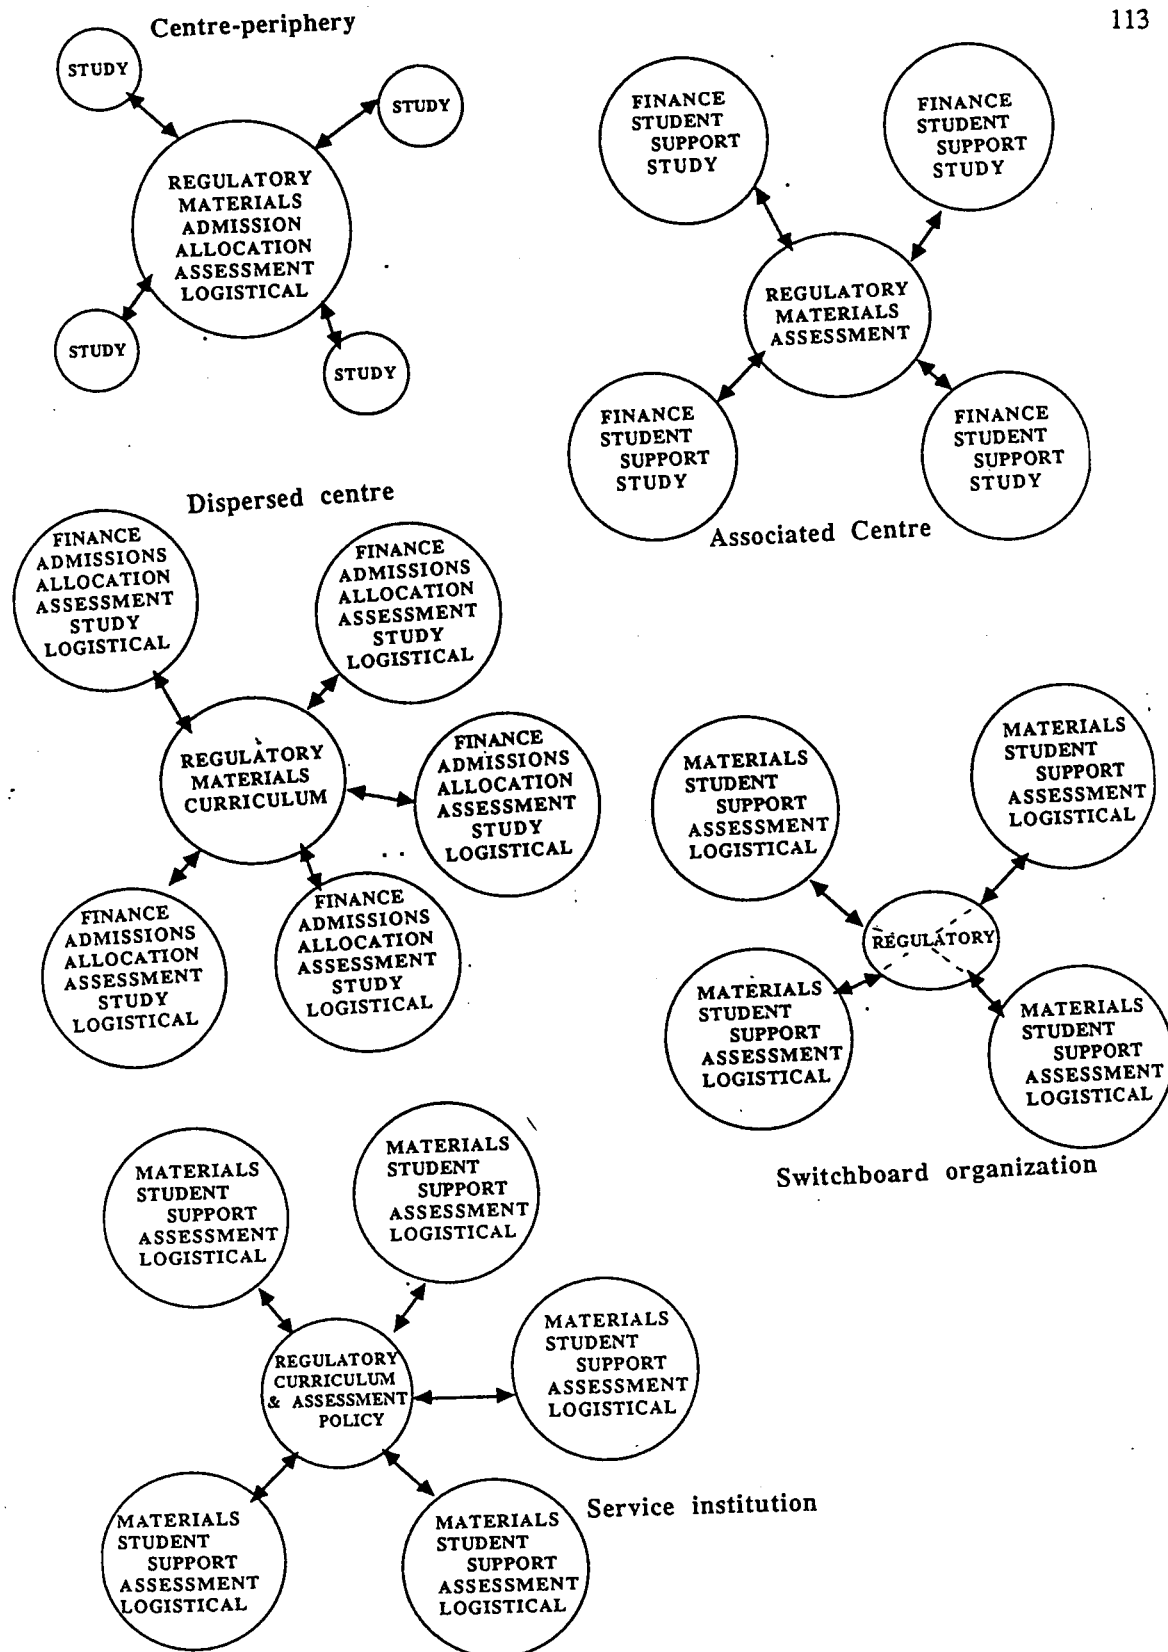 113
Centre-periphery
STUDY
STUDY
REGULATORY
MATERIALS
ADMISSION
ALLOCATION
ASSESSMENT
LOGISTICAL
STUDY
STUDY
FINANCE
STUDENT
SUPPORT
STUDY
FINANCE
STUDENT
SUPPORT
STUDY
REGULATORY
MATERIALS
ASSESSMENT
FINANCE
STUDENT
SUPPORT
STUDY
FINANCE
STUDENT
SUPPORT
STUDY
Associated Centre
Dispersed centre
FINANCE
ADMISSIONS
ALLOCATION
ASSESSMENT
STUDY
LOGISTICAL
FINANCE
ADMISSIONS
ALLOCATION
ASSESSMENT
STUDY
LOGISTICAL
REGULATORY
MATERIALS
CURRICULUM
FINANCE
ADMISSIONS
ALLOCATION
ASSESSMENT
STUDY
LOGISTICAL
FINANCE
ADMISSIONS
ALLOCATION
ASSESSMENT
STUDY
LOGISTICAL
FINANCE
ADMISSIONS
ALLOCATION
ASSESSMENT
STUDY
LOGISTICAL
MATERIALS
STUDENT
SUPPORT
ASSESSMENT
LOGISTICAL
MATERIALS
STUDENT
SUPPORT
ASSESSMENT
LOGISTICAL
REGULATORY
MATERIALS
STUDENT
SUPPORT
ASSESSMENT
LOGISTICAL
MATERIALS
STUDENT
SUPPORT
ASSESSMENT
LOGISTICAL
Switchboard organization
MATERIALS
STUDENT
SUPPORT
ASSESSMENT
LOGISTICAL
MATERIALS
STUDENT
SUPPORT
ASSESSMENT
LOGISTICAL
REGULATORY
CURRICULUM
& ASSESSMENT
POLICY
MATERIALS
STUDENT
SUPPORT
ASSESSMENT
LOGISTICAL
MATERIALS
STUDENT
SUPPORT
ASSESSMENT
LOGISTICAL
MATERIALS
STUDENT
SUPPORT
ASSESSMENT
LOGISTICAL
Service institution